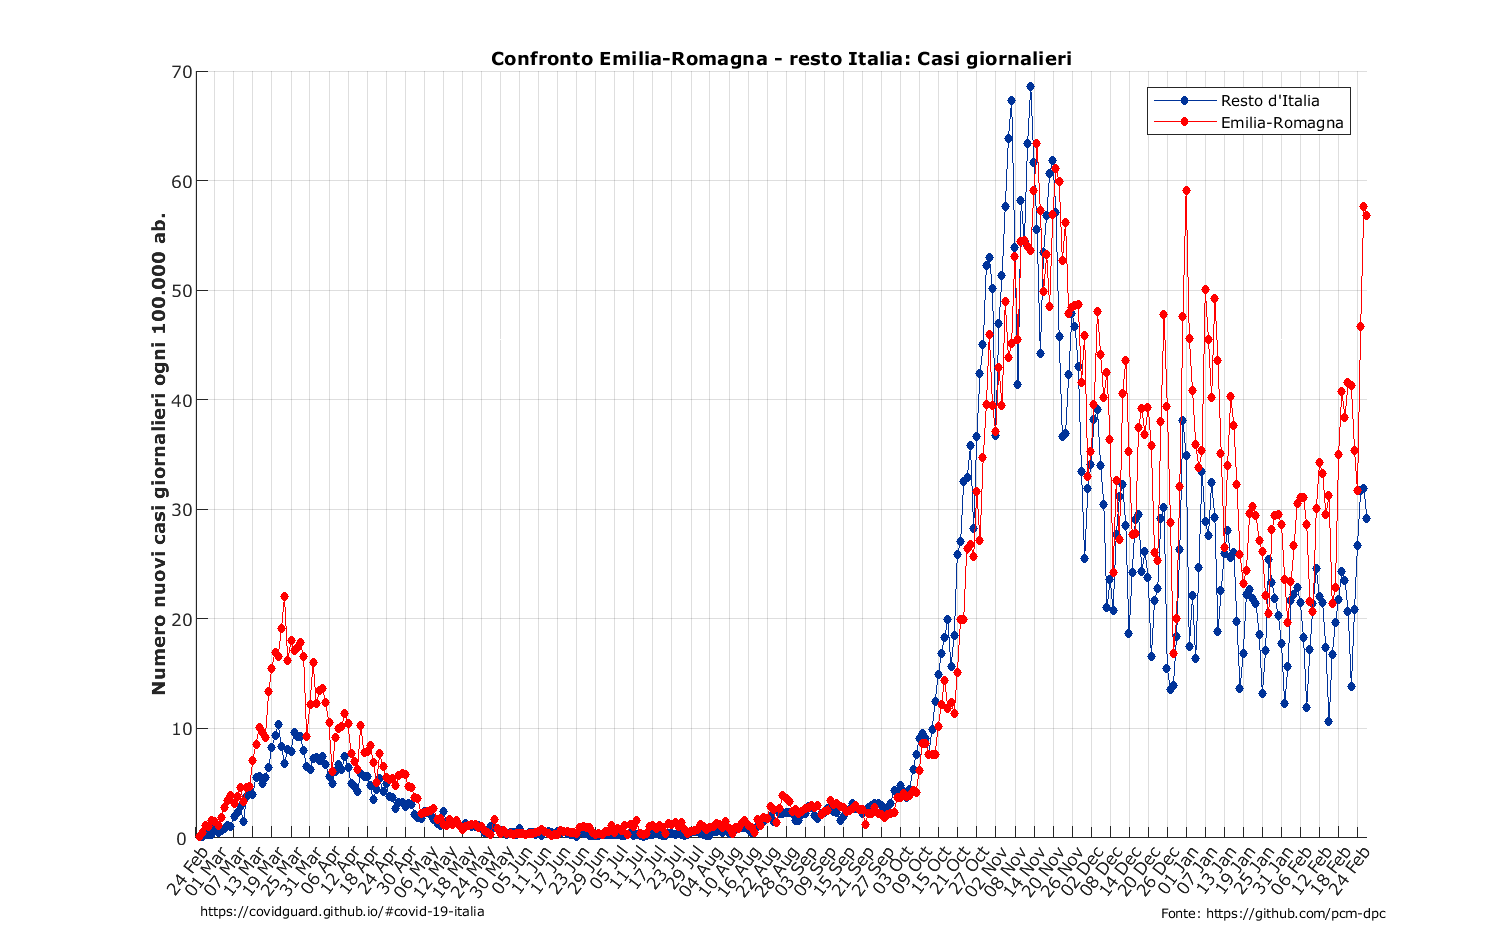 Confronto Emilia-Romagna - resto Italia: Casi giornalieri
Resto d'Italia
Emilia-Romagna
Numero nuovi casi giornalieri ogni 100.000 ab.
70
60
50
40
30
20
10
0
24 Feb
01 Mar
07 Mar
13 Mar
19 Mar
25 Mar
31 Mar
06 Apr
12 Apr
18 Apr
24 Apr
30 Apr
06 May
12 May
18 May
24 May
30 May
05 Jun
11 Jun
17 Jun
23 Jun
29 Jun
05 Jul
11 Jul
17 Jul
23 Jul
29 Jul
04 Aug
10 Aug
16 Aug
22 Aug
28 Aug
03 Sep
09 Sep
15 Sep
21 Sep
27 Sep
03 Oct
09 Oct
15 Oct
21 Oct
27 Oct
02 Nov
08 Nov
14 Nov
20 Nov
26 Nov
02 Dec
08 Dec
14 Dec
20 Dec
26 Dec
01 Jan
07 Jan
13 Jan
19 Jan
25 Jan
31 Jan
06 Feb
12 Feb
18 Feb
24 Feb
https://covidguard.github.io/#covid-19-italia
Fonte: https://github.com/pcm-dpc